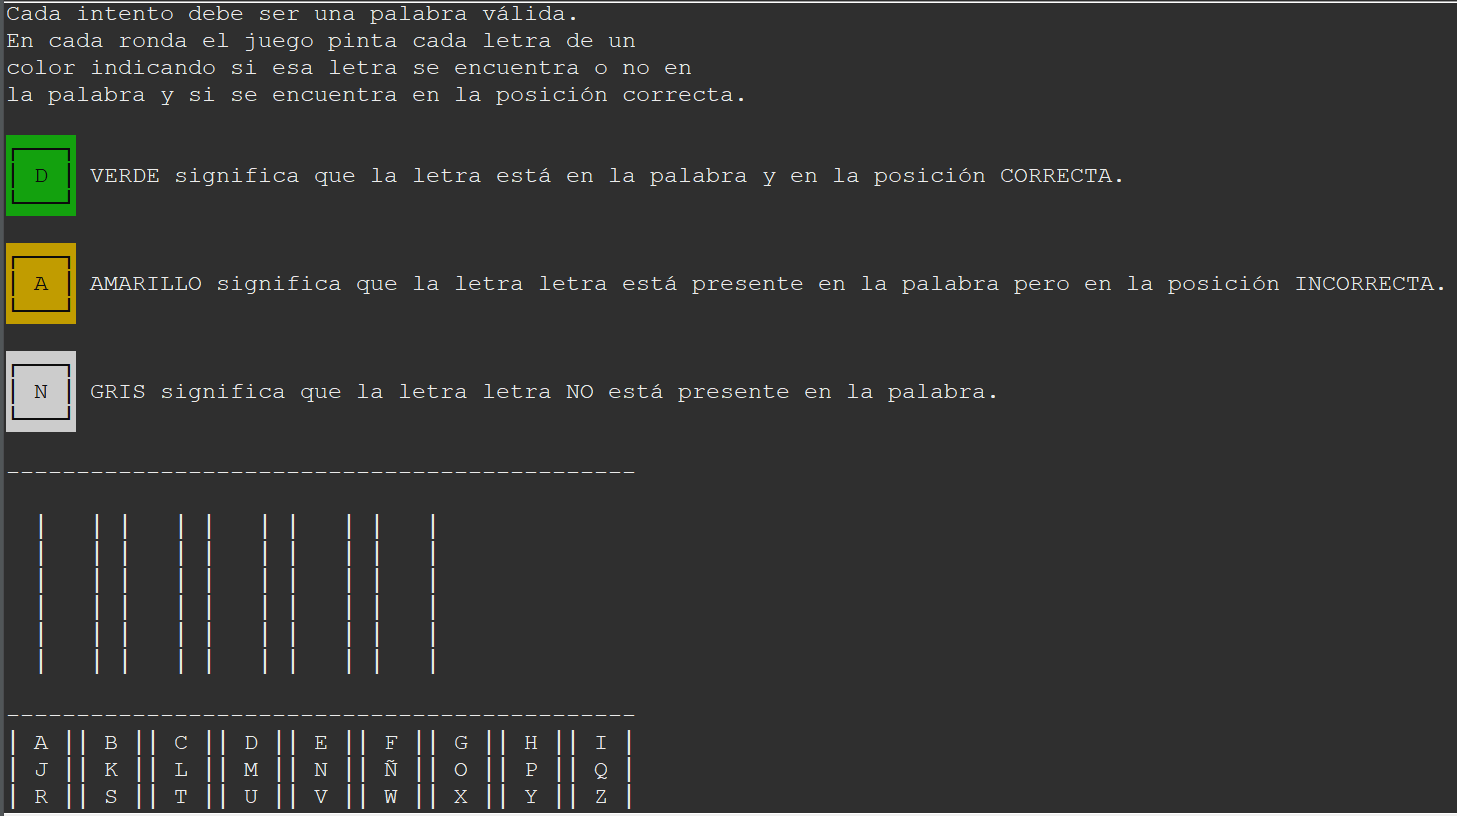 Cada intento debe ser una palabra válida.
En cada ronda el juego pinta cada letra de un
color indicando si esa letra se encuentra o no en
la palabra y si se encuentra en la posición correcta.
D VERDE significa que la letra está en la palabra y en la posición CORRECTA.
A AMARILLO significa que la letra letra está presente en la palabra pero en la posición INCORRECTA.
N GRIS significa que la letra letra NO está presente en la palabra.
---------------------------------------------
| | | | | | | | | |
| | | | | | | | | |
| | | | | | | | | |
| | | | | | | | | |
| | | | | | | | | |
| | | | | | | | | |
---------------------------------------------
| A || B || C || D || E || F || G || H || I |
| J || K || L || M || N || Ñ || O || P || Q |
| R || S || T || U || V || W || X || Y || Z |